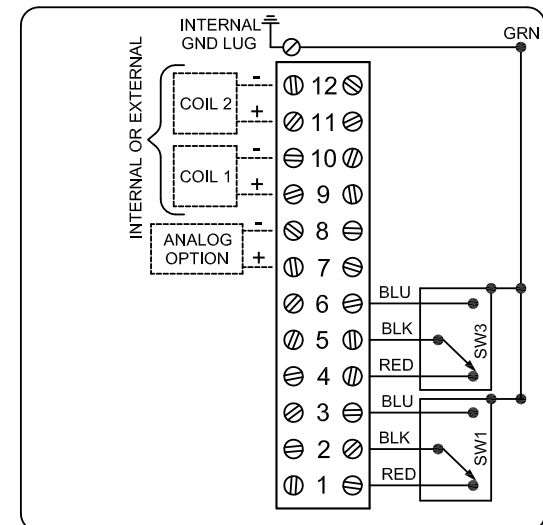 INTERNAL
GND LUG
GRN
INTERNAL OR EXTERNAL
COIL 2
-
+
COIL 1
-
+
ANALOG
OPTION
-
+
12
11
10
9
8
7
6
5
4
3
2
1
BLU
BLK
RED
SW3
BLU
BLK
RED
SW1